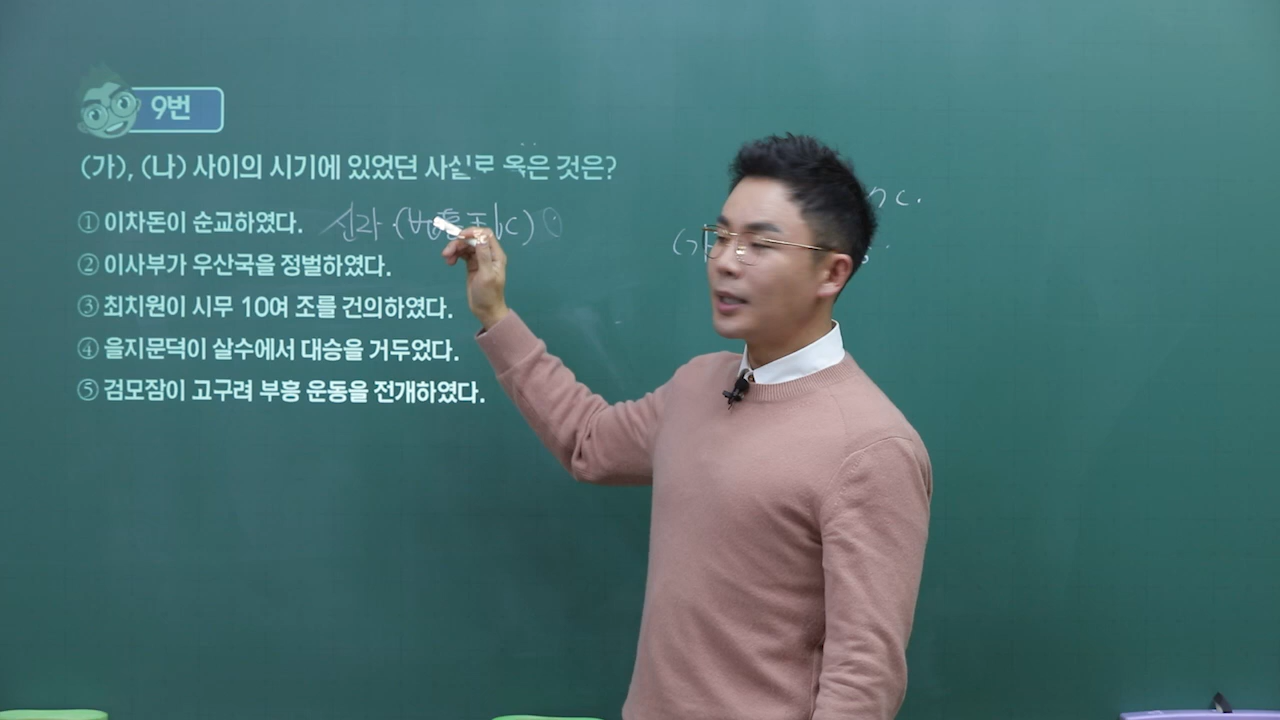 9번
(가), (나) 사이의 시기에 있었던 사실로 옳은 것은?
① 이차돈이 순교하였다. 신라
② 이사부가 우산국을 정벌하였다.
③ 최치원이 시무 10여 조를 건의하였다.
④ 을지문덕이 살수에서 대승을 거두었다.
⑤ 검모잠이 고구려 부흥 운동을 전개하였다.